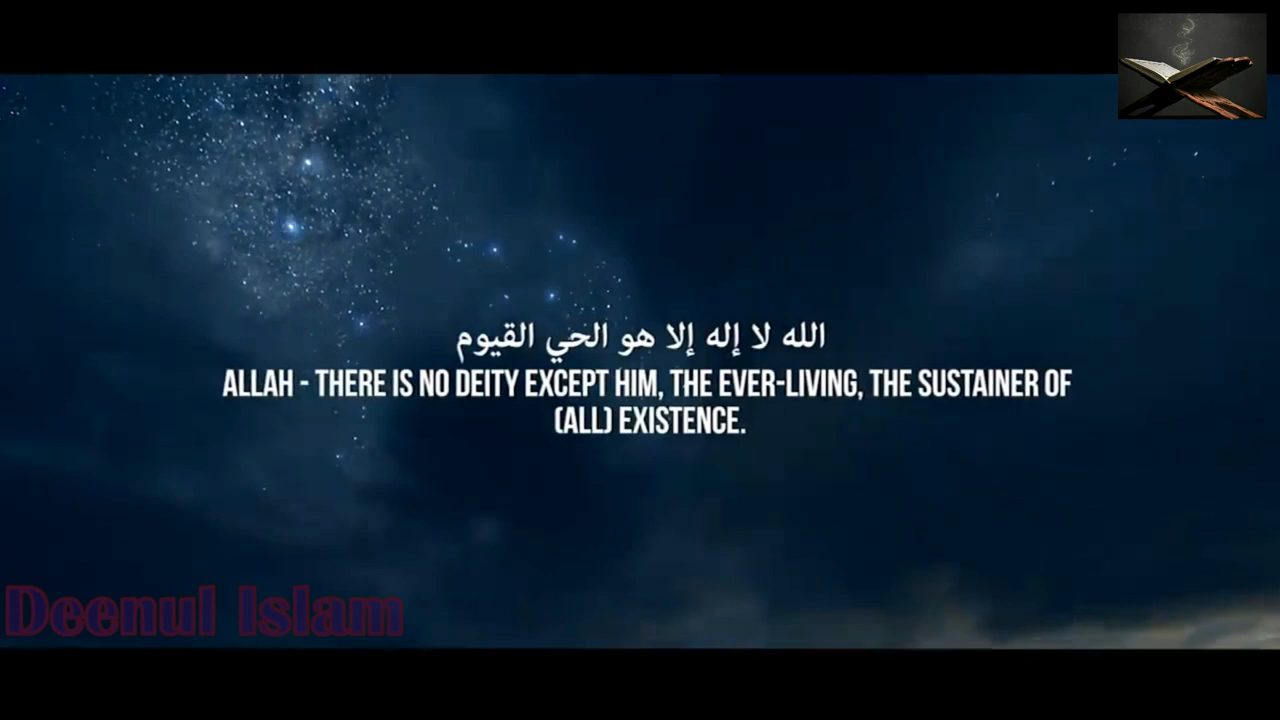 الله لا إله إلا هو الحي القيوم
ALLAH - THERE IS NO DEITY EXCEPT HIM, THE EVER-LIVING, THE SUSTAINER OF
(ALL) EXISTENCE.
Deenul Islam